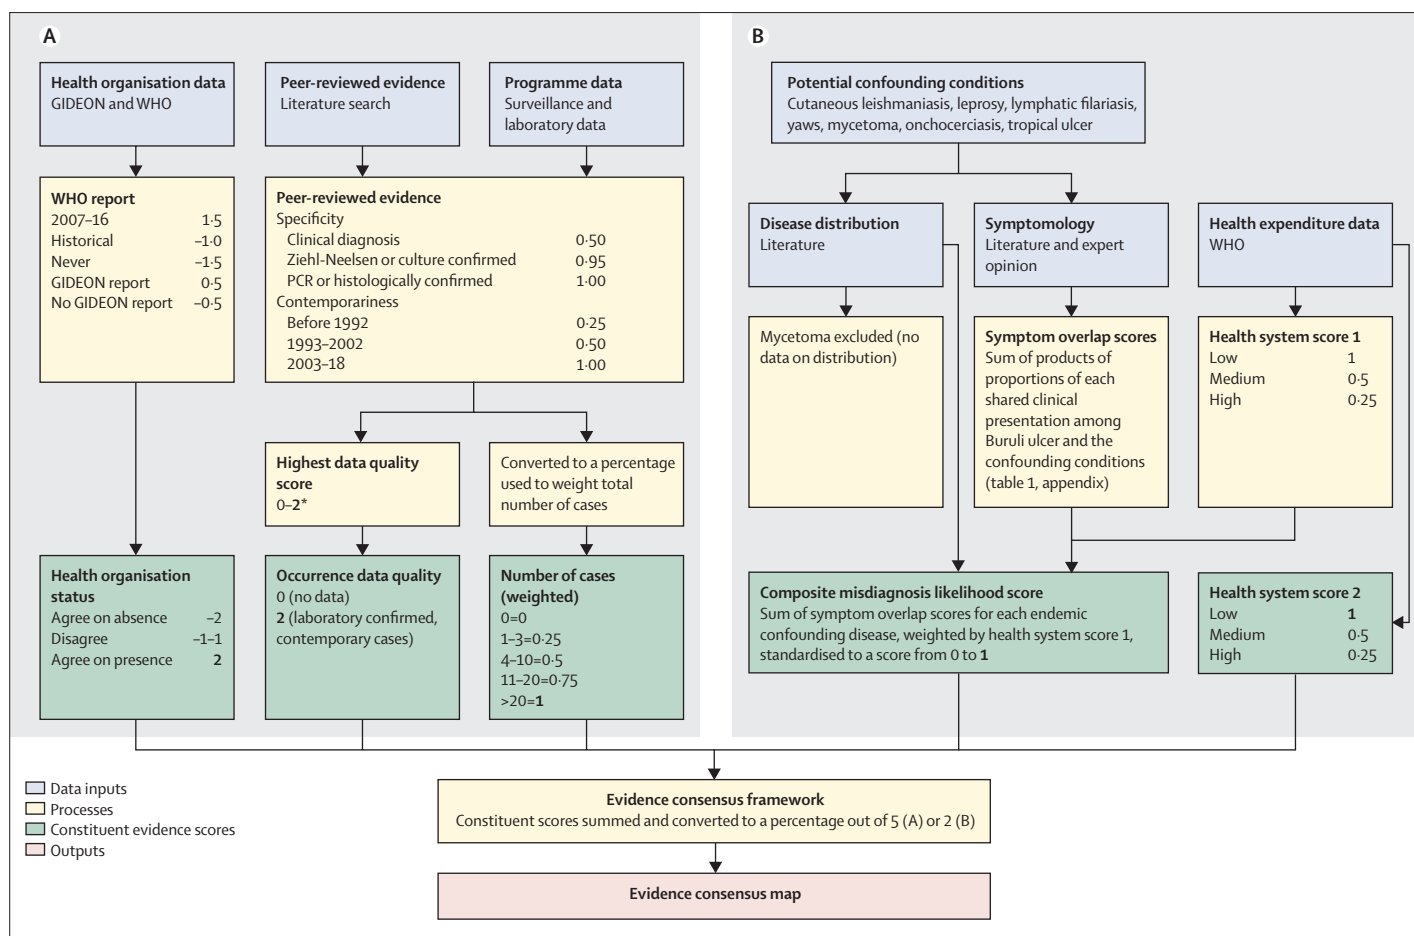 A
Health organisation data
GIDEON and WHO
Peer-reviewed evidence
Literature search
Programme data
Surveillance and
laboratory data
WHO report
2007–16 1·5
Historical –1·0
Never –1·5
GIDEON report 0·5
No GIDEON report –0·5
Peer-reviewed evidence
Specificity
Clinical diagnosis 0·50
Ziehl-Neelsen or culture confirmed 0·95
PCR or histologically confirmed 1·00
Contemporariness
Before 1992 0·25
1993–2002 0·50
2003–18 1·00
Highest data quality
score
0–2*
Converted to a percentage
used to weight total
number of cases
Health organisation
status
Agree on absence –2
Disagree –1–1
Agree on presence 2
Occurrence data quality
0 (no data)
2 (laboratory confirmed,
contemporary cases)
Number of cases
(weighted)
0=0
1–3=0·25
4–10=0·5
11–20=0·75
>20=1
B
Potential confounding conditions
Cutaneous leishmaniasis, leprosy, lymphatic filariasis,
yaws, mycetoma, onchocerciasis, tropical ulcer
Disease distribution
Literature
Symptomology
Literature and expert
opinion
Health expenditure data
WHO
Mycetoma excluded (no
data on distribution)
Symptom overlap scores
Sum of products of
proportions of each
shared clinical
presentation among
Buruli ulcer and the
confounding conditions
(table 1, appendix)
Health system score 1
Low 1
Medium 0·5
High 0·25
Composite misdiagnosis likelihood score
Sum of symptom overlap scores for each endemic
confounding disease, weighted by health system score 1,
standardised to a score from 0 to 1
Health system score 2
Low 1
Medium 0·5
High 0·25
Data inputs
Processes
Constituent evidence scores
Outputs
Evidence consensus framework
Constituent scores summed and converted to a percentage out of 5 (A) or 2 (B)
Evidence consensus map